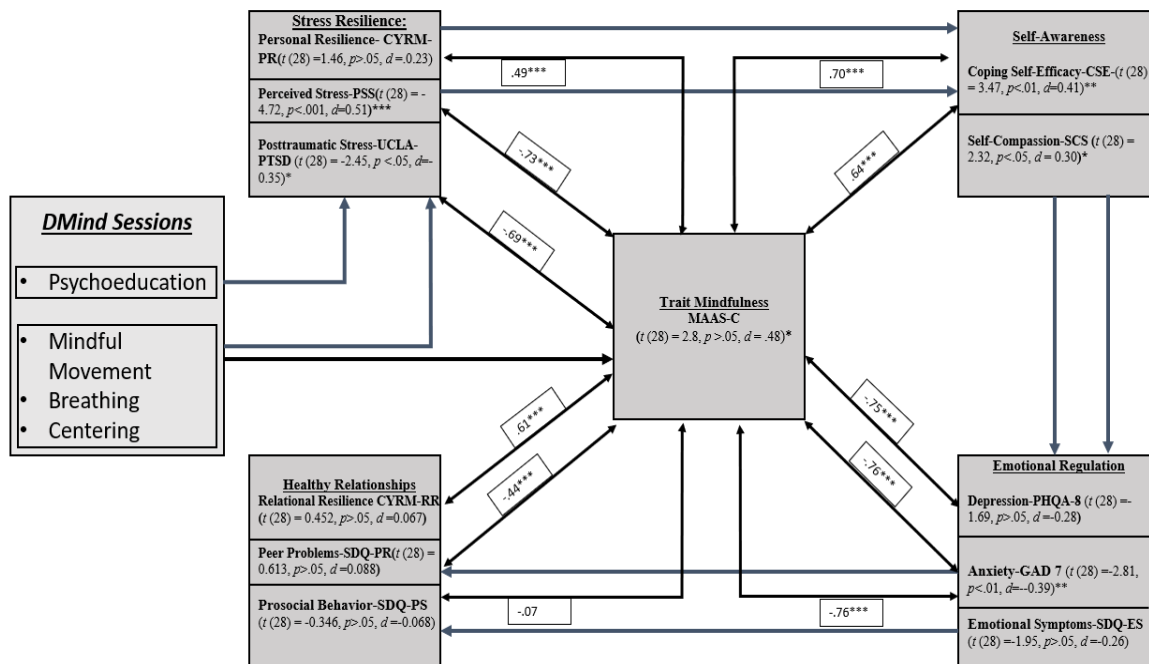 Stress Resilience:
Personal Resilience- CYRM-
PR(t (28) =1.46, p>.05, d =.0.23)
Perceived Stress-PSS(t (28) = -
4.72, p<.001, d=0.51)***
Posttraumatic Stress-UCLA-
PTSD (t (28) = -2.45, p <.05, d=-
0.35)*
Self-Awareness
Coping Self-Efficacy-CSE-(t (28)
= 3.47, p<.01, d=0.41)**
Self-Compassion-SCS (t (28) =
2.32, p<.05, d = 0.30)*
.49***
.70***
-.73***
.64***
-.69***
DMind Sessions
• Psychoeducation
• Mindful
Movement
• Breathing
• Centering
Trait Mindfulness
MAAS-C
(t (28) = 2.8, p >.05, d = .48)*
.61***
-.44***
-.75***
-.76***
Healthy Relationships
Relational Resilience CYRM-RR
(t (28) = 0.452, p>.05, d =0.067)
Peer Problems-SDQ-PR(t (28) =
0.613, p>.05, d =0.088)
Prosocial Behavior-SDQ-PS
(t (28) = -0.346, p>.05, d =-0.068)
-.07
-.76***
Emotional Regulation
Depression-PHQA-8 (t (28) =-
1.69, p>.05, d =-0.28)
Anxiety-GAD 7 (t (28) =-2.81,
p<.01, d=--0.39)**
Emotional Symptoms-SDQ-ES
(t (28) =-1.95, p>.05, d =-0.26)